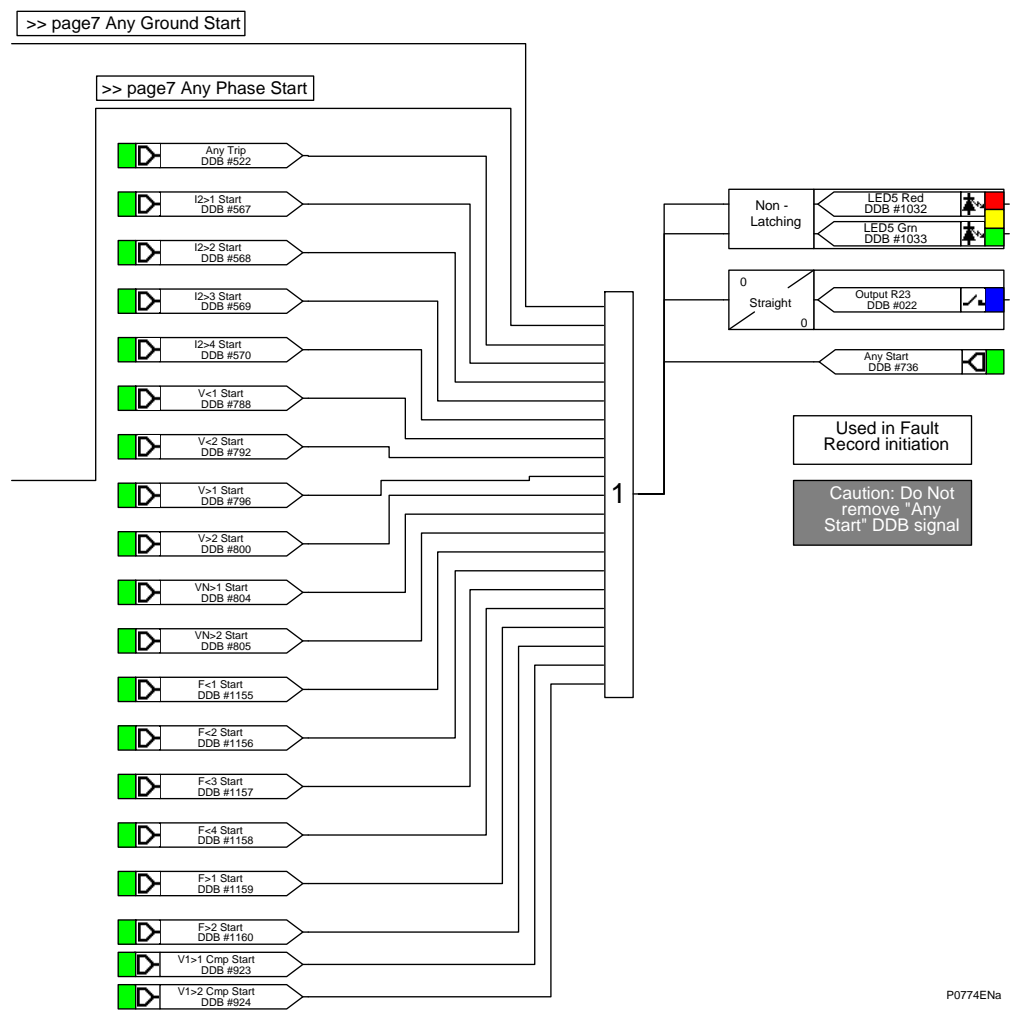 >> page7 Any Ground Start
>> page7 Any Phase Start
Any Trip
DDB #522
I2>1 Start
DDB #567
I2>2 Start
DDB #568
I2>3 Start
DDB #569
I2>4 Start
DDB #570
V<1 Start
DDB #788
V<2 Start
DDB #792
V>1 Start
DDB #796
V>2 Start
DDB #800
VN>1 Start
DDB #804
VN>2 Start
DDB #805
F<1 Start
DDB #1155
F<2 Start
DDB #1156
F<3 Start
DDB #1157
F<4 Start
DDB #1158
F>1 Start
DDB #1159
F>2 Start
DDB #1160
V1>1 Cmp Start
DDB #923
V1>2 Cmp Start
DDB #924
1
Non -
Latching
LED5 Red
DDB #1032
LED5 Grn
DDB #1033
0
Straight
0
Output R23
DDB #022
Any Start
DDB #736
Used in Fault
Record initiation
Caution: Do Not
remove "Any
Start" DDB signal
P0774ENa